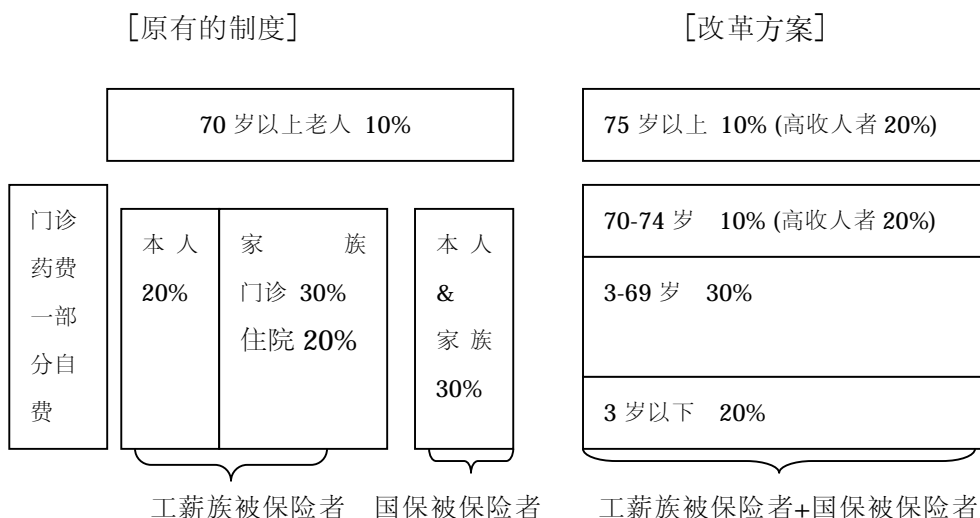 [原有的制度]
[改革方案]
70 岁以上老人 10%
75 岁以上 10% (高收人者 20%)
门诊
药费
一部
分自
费
本 人
20%
家 族
门诊 30%
住院 20%
本 人
&
家 族
30%
70-74 岁 10% (高收人者 20%)
3-69 岁 30%
3 岁以下 20%
工薪族被保险者
国保被保险者
工薪族被保险者+国保被保险者